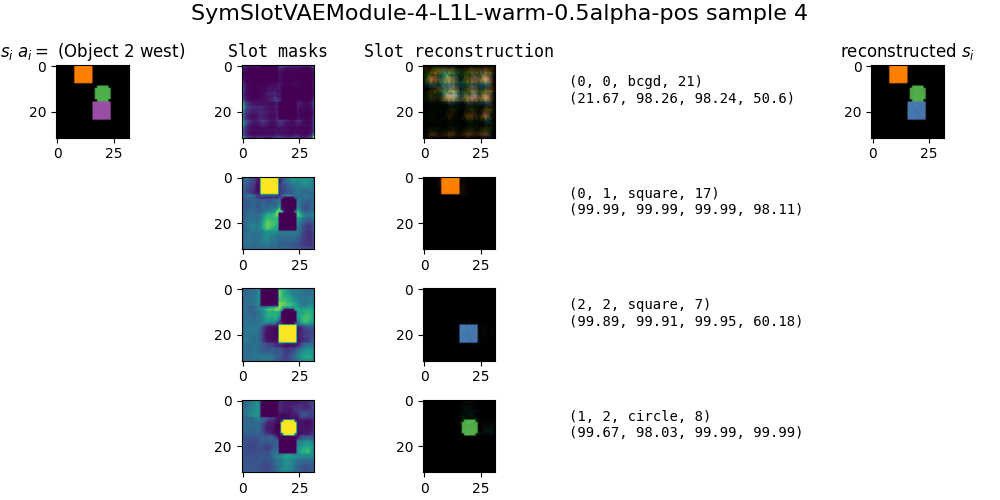 SymSlotVAEModule-4-L1L-warm-0.5alpha-pos sample 4
s_i a_i = (Object 2 west)
Slot masks
Slot reconstruction
reconstructed s_i
0
20
0 25
0
20
0 25
0
20
0 25
(0, 0, bcgd, 21)
(21.67, 98.26, 98.24, 50.6)
0
20
0 25
0
20
0 25
0
20
0 25
(0, 1, square, 17)
(99.99, 99.99, 99.99, 98.11)
0
20
0 25
0
20
0 25
(2, 2, square, 7)
(99.89, 99.91, 99.95, 60.18)
0
20
0 25
0
20
0 25
(1, 2, circle, 8)
(99.67, 98.03, 99.99, 99.99)